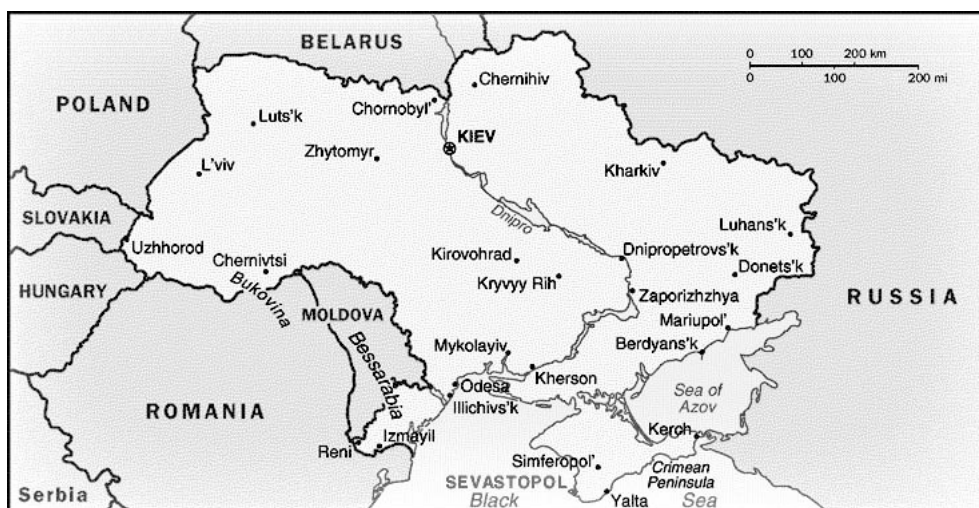 BELARUS
0 100 200 km
0 100 200 mi
POLAND
Chernihiv
Chornobyl'
Luts'k
KIEV
Zhytomyr
L'viv
Kharkiv
SLOVAKIA
Dnipro
Luhans'k
Uzhhorod
Dnipropetrovs'k
Kirovohrad
Chernivtsi
Donets'k
Bukovina
Kryvyy Rih
HUNGARY
Zaporizhzhya
RUSSIA
MOLDOVA
Mariupol'
Mykolayiv
Berdyans'k
Bessarabia
Kherson
Odesa
Sea of
Azov
Illichivs'k
ROMANIA
Kerch
Izmayil
Reni
Simferopol'
Crimean
Peninsula
SEVASTOPOL
Serbia
Black Sea
Yalta